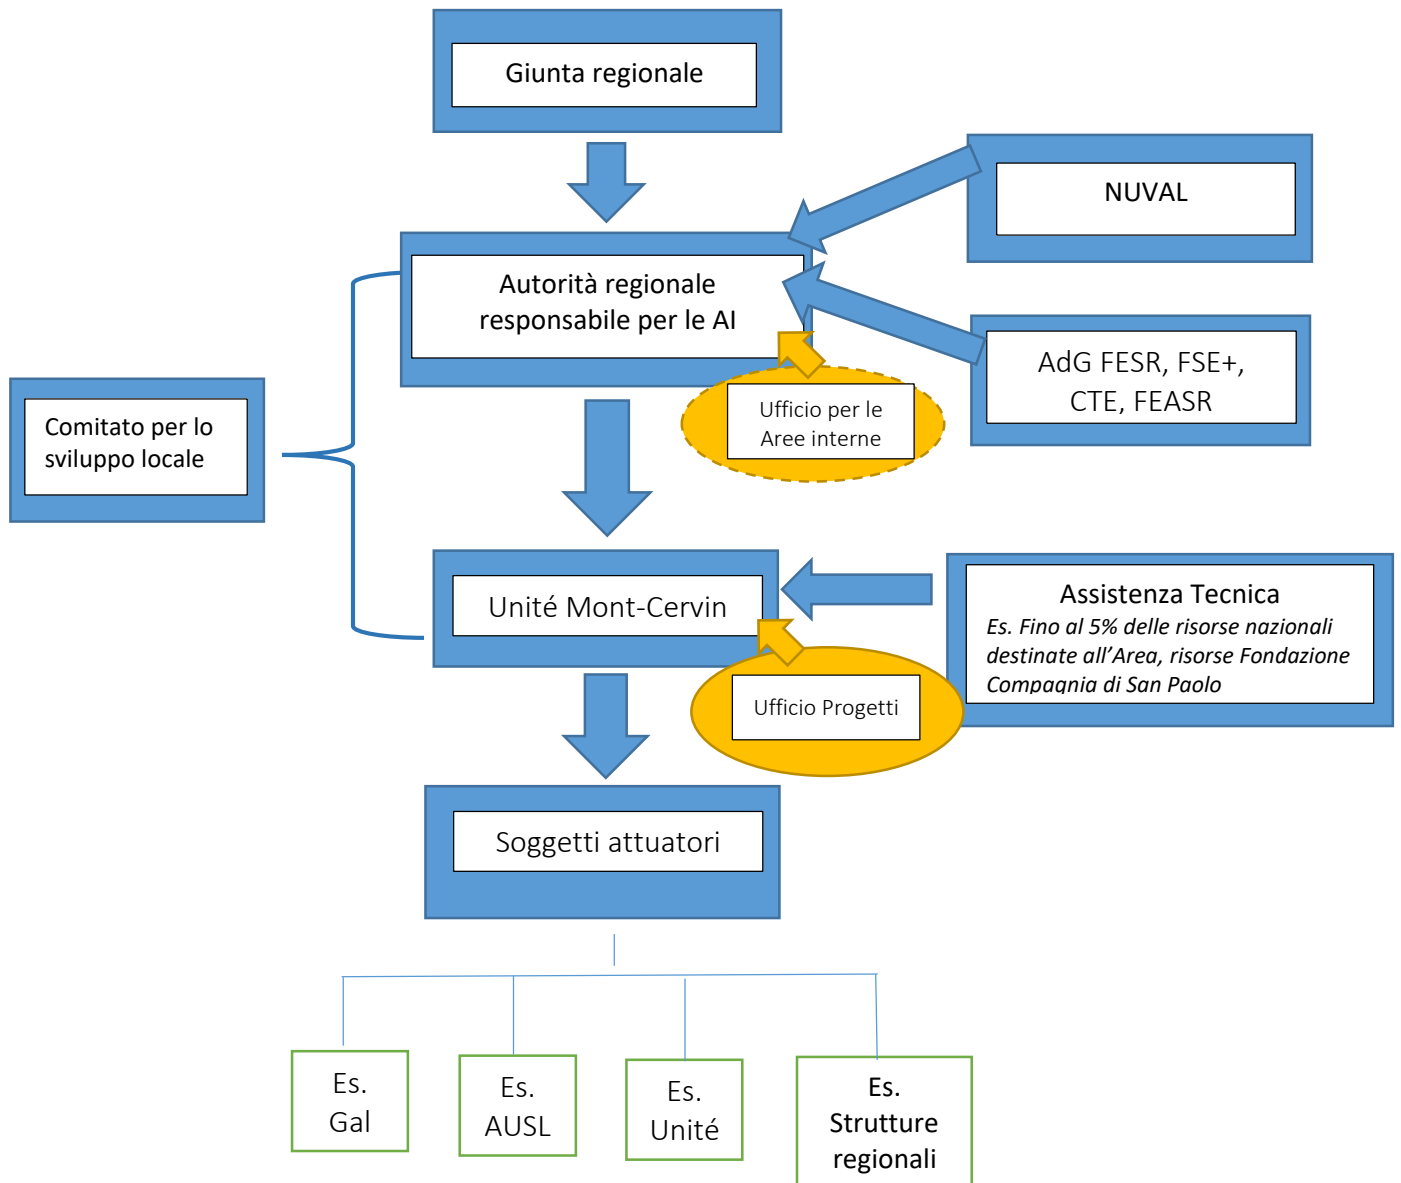 Giunta regionale
NUVAL
Autorità regionale
responsabile per le AI
AdG FESR, FSE+,
CTE, FEASR
Ufficio per le
Aree interne
Comitato per lo
sviluppo locale
Unité Mont-Cervin
Assistenza Tecnica
Es. Fino al 5% delle risorse nazionali
destinate all’Area, risorse Fondazione
Compagnia di San Paolo
Ufficio Progetti
Soggetti attuatori
Es.
Gal
Es.
AUSL
Es.
Unité
Es.
Strutture
regionali